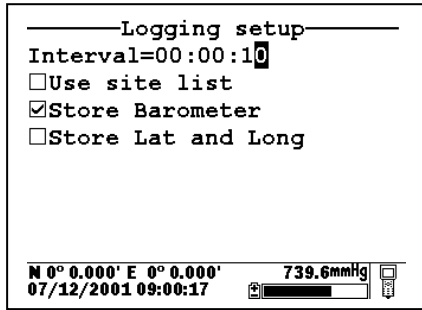 Logging setup
Interval=00:00:10
Use site list
Store Barometer
Store Lat and Long
N 0° 0.000' E 0° 0.000' 739.6mmHg
07/12/2001 09:00:17